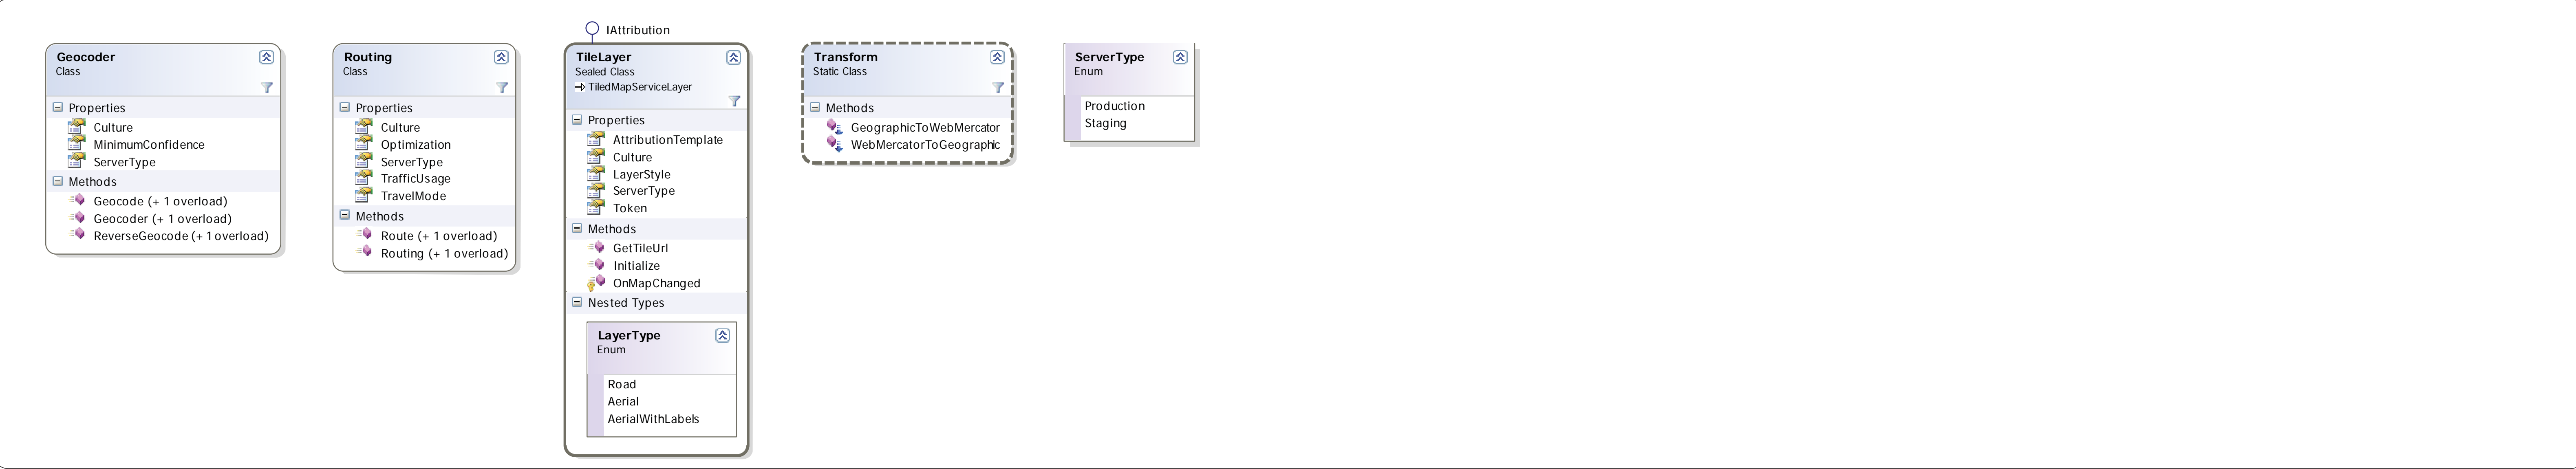 Geocoder
Class
Properties
Culture
MinimumConfidence
ServerType
Methods
Geocode (+ 1 overload)
Geocoder (+ 1 overload)
ReverseGeocode (+ 1 overload)
Routing
Class
Properties
Culture
Optimization
ServerType
TrafficUsage
TravelMode
Methods
Route (+ 1 overload)
Routing (+ 1 overload)
IAttribution
TileLayer
Sealed Class
TiledMapServiceLayer
Properties
AttributionTemplate
Culture
LayerStyle
ServerType
Token
Methods
GetTileUrl
Initialize
OnMapChanged
Nested Types
LayerType
Enum
Road
Aerial
AerialWithLabels
Transform
Static Class
Methods
GeographicToWebMercator
WebMercatorToGeographic
ServerType
Enum
Production
Staging